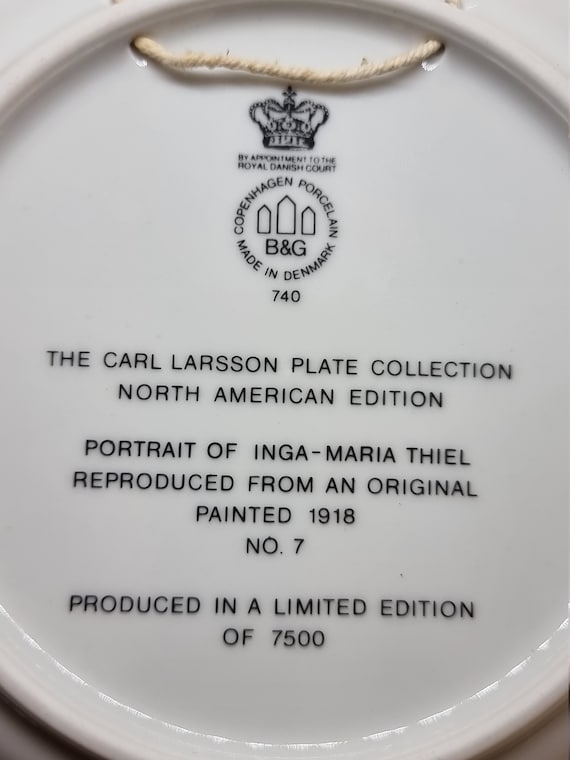 BY APPOINTMENT TO THE
ROYAL DANISH COURT
COPENHAGEN PORCELAIN
B&G
MADE IN DENMARK
740
THE CARL LARSSON PLATE COLLECTION
NORTH AMERICAN EDITION
PORTRAIT OF INGA-MARIA THIEL
REPRODUCED FROM AN ORIGINAL
PAINTED 1918
NO. 7
PRODUCED IN A LIMITED EDITION
OF 7500